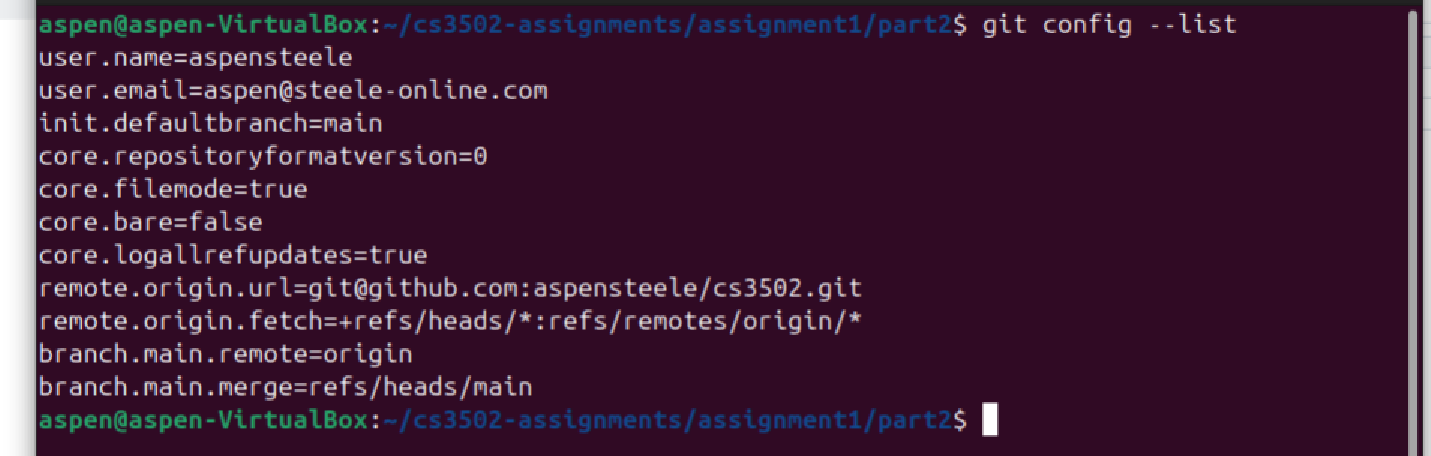 aspen@aspen-VirtualBox:~/cs3502-assignments/assignment1/part2$ git config --list
user.name=aspensteele
user.email=aspen@steele-online.com
init.defaultbranch=main
core.repositoryformatversion=0
core.filemode=true
core.bare=false
core.logallrefupdates=true
remote.origin.url=git@github.com:aspensteele/cs3502.git
remote.origin.fetch=+refs/heads/*:refs/remotes/origin/*
branch.main.remote=origin
branch.main.merge=refs/heads/main
aspen@aspen-VirtualBox:~/cs3502-assignments/assignment1/part2$